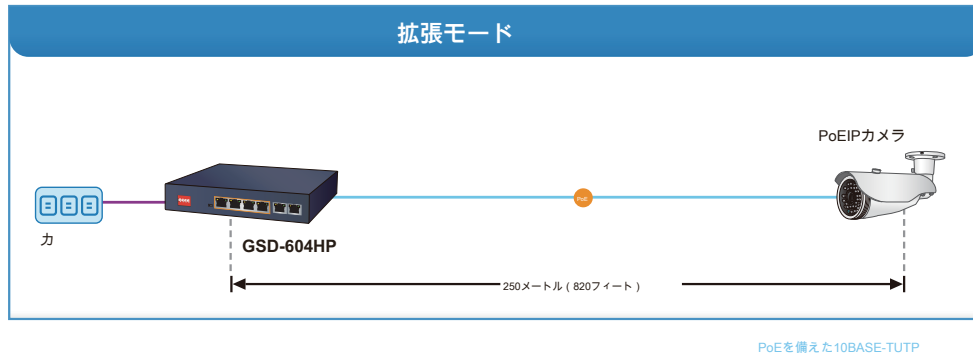 拡張モード
PoEIPカメラ
PoE
力
GSD-604HP
250メートル（820フィート）
PoEを備えた10BASE-TUTP